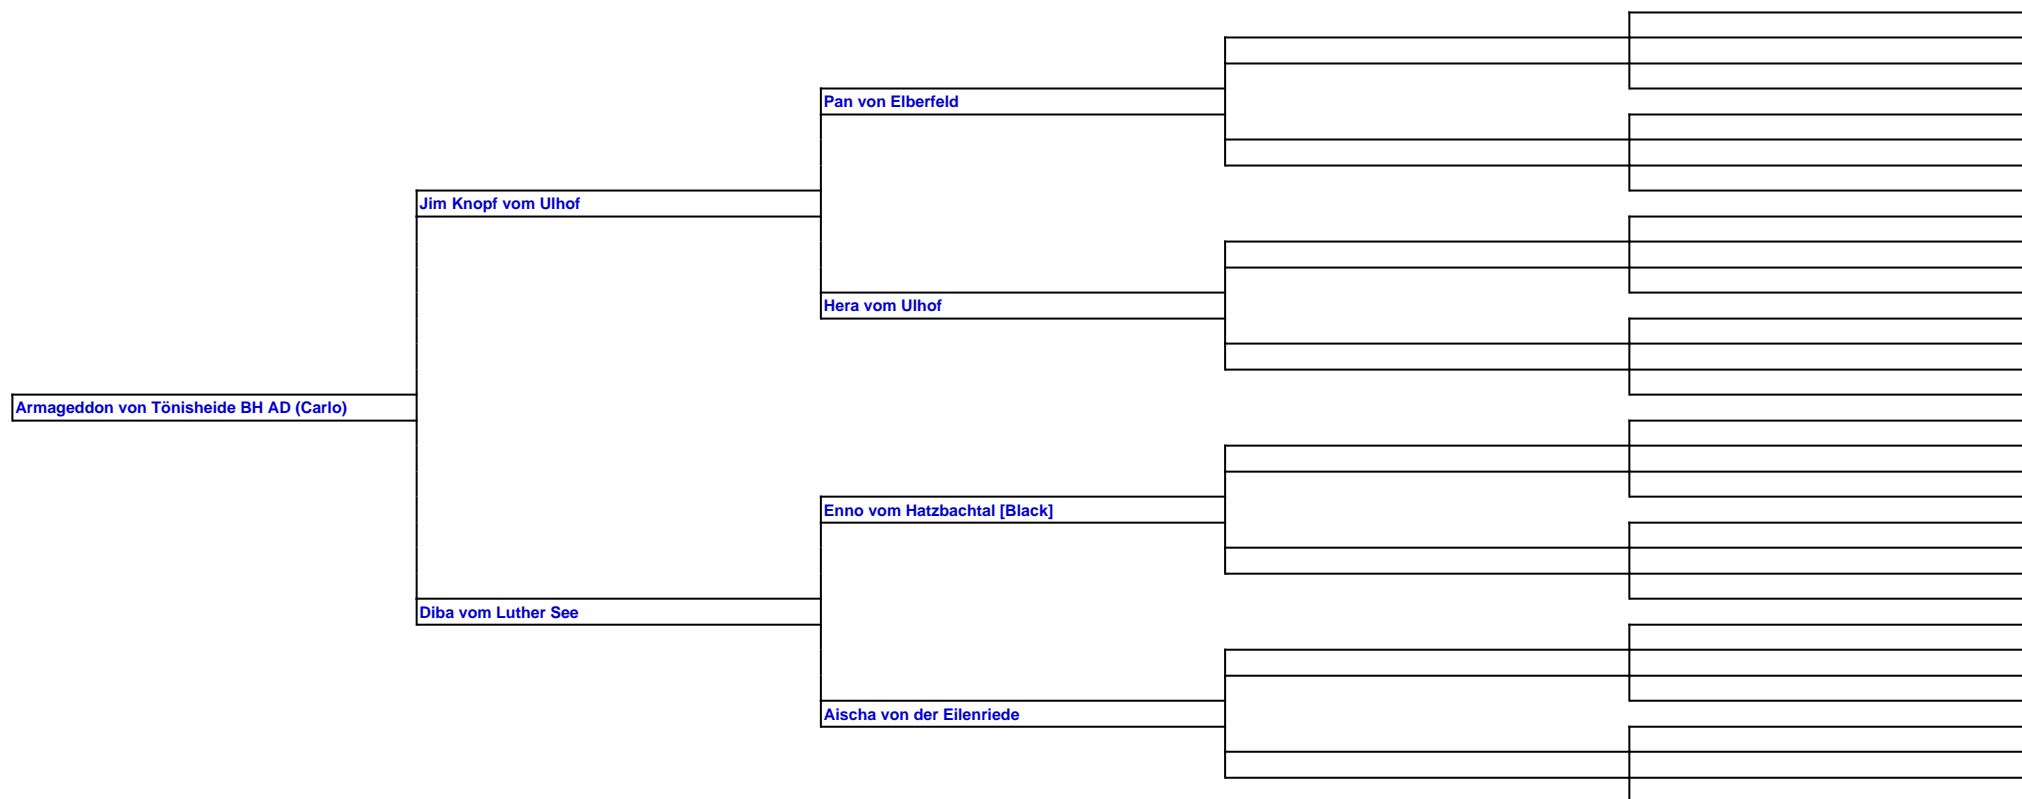 Pan von Elberfeld
Jim Knopf vom Ulhof
Hera vom Ulhof
Armageddon von Tönisheide BH AD (Carlo)
Enno vom Hatzbachtal [Black]
Diba vom Luther See
Aischa von der Eilenriede